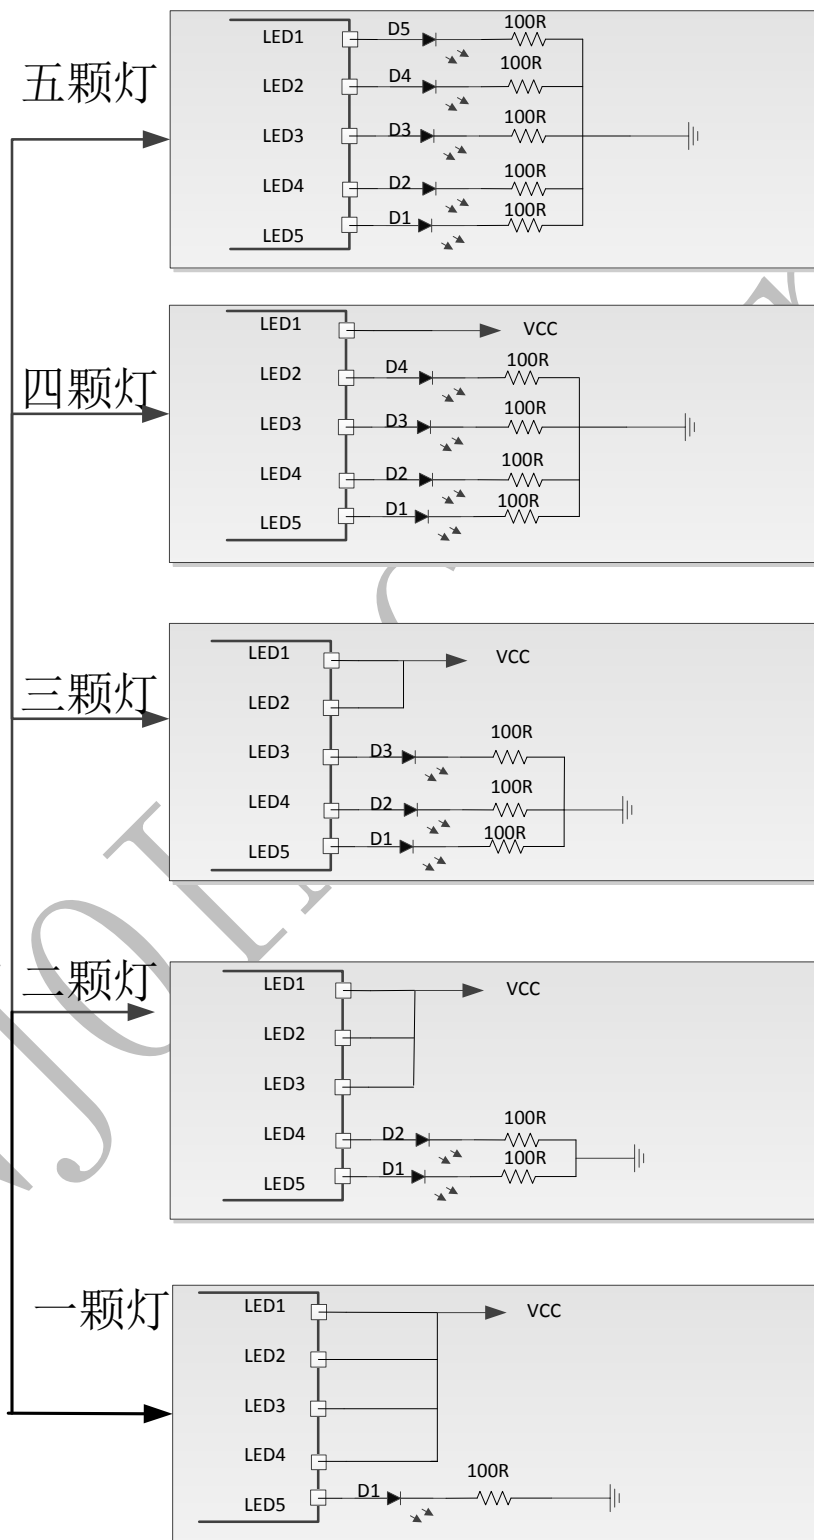 五颗灯
LED1 D5 100R
LED2 D4 100R
LED3 D3 100R
LED4 D2 100R
LED5 D1 100R
四颗灯
LED1 VCC
LED2 D4 100R
LED3 D3 100R
LED4 D2 100R
LED5 D1 100R
三颗灯
LED1 VCC
LED2
LED3 D3 100R
LED4 D2 100R
LED5 D1 100R
二颗灯
LED1 VCC
LED2
LED3
LED4 D2 100R
LED5 D1 100R
一颗灯
LED1 VCC
LED2
LED3
LED4
LED5 D1 100R